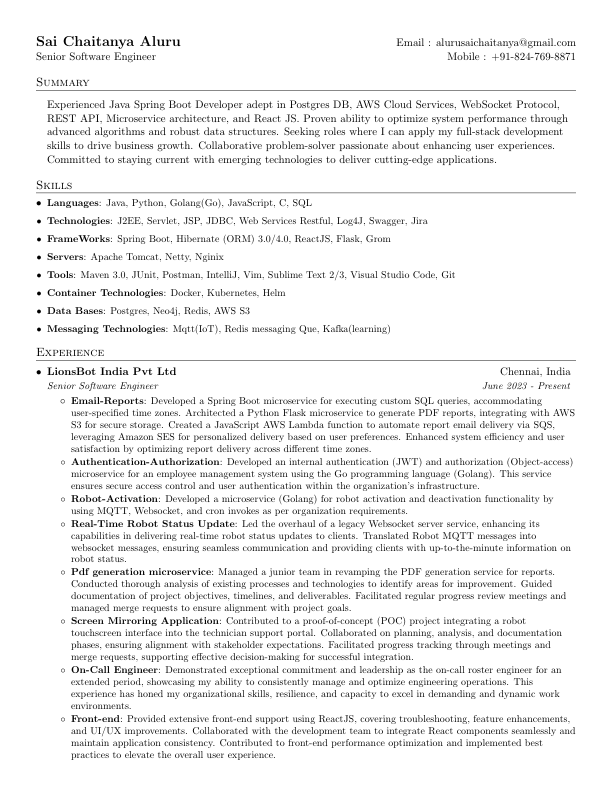 Sai Chaitanya Aluru
Email : alurusaichaitanya@gmail.com
Senior Software Engineer
Mobile : +91-824-769-8871
Summary
Experienced Java Spring Boot Developer adept in Postgres DB, AWS Cloud Services, WebSocket Protocol,
REST API, Microservice architecture, and React JS. Proven ability to optimize system performance through
advanced algorithms and robust data structures. Seeking roles where I can apply my full-stack development
skills to drive business growth. Collaborative problem-solver passionate about enhancing user experiences.
Committed to staying current with emerging technologies to deliver cutting-edge applications.
Skills
• Languages: Java, Python, Golang(Go), JavaScript, C, SQL
• Technologies: J2EE, Servlet, JSP, JDBC, Web Services Restful, Log4J, Swagger, Jira
• FrameWorks: Spring Boot, Hibernate (ORM) 3.0/4.0, ReactJS, Flask, Grom
• Servers: Apache Tomcat, Netty, Nginix
• Tools: Maven 3.0, JUnit, Postman, IntelliJ, Vim, Sublime Text 2/3, Visual Studio Code, Git
• Container Technologies: Docker, Kubernetes, Helm
• Data Bases: Postgres, Neo4j, Redis, AWS S3
• Messaging Technologies: Mqtt(IoT), Redis messaging Que, Kafka(learning)
Experience
• LionsBot India Pvt Ltd
Chennai, India
Senior Software Engineer
June 2023 - Present
◦ Email-Reports: Developed a Spring Boot microservice for executing custom SQL queries, accommodating
user-specified time zones. Architected a Python Flask microservice to generate PDF reports, integrating with AWS
S3 for secure storage. Created a JavaScript AWS Lambda function to automate report email delivery via SQS,
leveraging Amazon SES for personalized delivery based on user preferences. Enhanced system efficiency and user
satisfaction by optimizing report delivery across different time zones.
◦ Authentication-Authorization: Developed an internal authentication (JWT) and authorization (Object-access)
microservice for an employee management system using the Go programming language (Golang). This service
ensures secure access control and user authentication within the organization's infrastructure.
◦ Robot-Activation: Developed a microservice (Golang) for robot activation and deactivation functionality by
using MQTT, Websocket, and cron invokes as per organization requirements.
◦ Real-Time Robot Status Update: Led the overhaul of a legacy Websocket server service, enhancing its
capabilities in delivering real-time robot status updates to clients. Translated Robot MQTT messages into
websocket messages, ensuring seamless communication and providing clients with up-to-the-minute information on
robot status.
◦ Pdf generation microservice: Managed a junior team in revamping the PDF generation service for reports.
Conducted thorough analysis of existing processes and technologies to identify areas for improvement. Guided
documentation of project objectives, timelines, and deliverables. Facilitated regular progress review meetings and
managed merge requests to ensure alignment with project goals.
◦ Screen Mirroring Application: Contributed to a proof-of-concept (POC) project integrating a robot
touchscreen interface into the technician support portal. Collaborated on planning, analysis, and documentation
phases, ensuring alignment with stakeholder expectations. Facilitated progress tracking through meetings and
merge requests, supporting effective decision-making for successful integration.
◦ On-Call Engineer: Demonstrated exceptional commitment and leadership as the on-call roster engineer for an
extended period, showcasing my ability to consistently manage and optimize engineering operations. This
experience has honed my organizational skills, resilience, and capacity to excel in demanding and dynamic work
environments.
◦ Front-end: Provided extensive front-end support using ReactJS, covering troubleshooting, feature enhancements,
and UI/UX improvements. Collaborated with the development team to integrate React components seamlessly and
maintain application consistency. Contributed to front-end performance optimization and implemented best
practices to elevate the overall user experience.